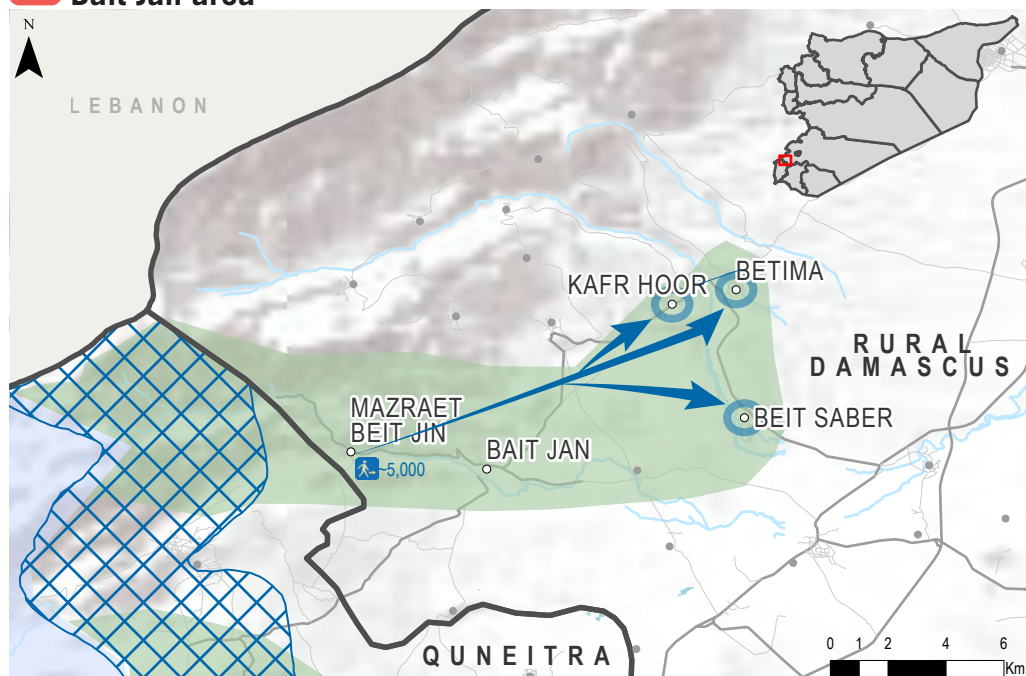 Bait Jan area
N
LEBANON
KAFR HOOR
BETIMA
RURAL
DAMASCUS
MAZRAET
BEIT JIN
BEIT SABER
BAIT JAN
~5,000
QUNEITRA
0 1 2 4 6
Km